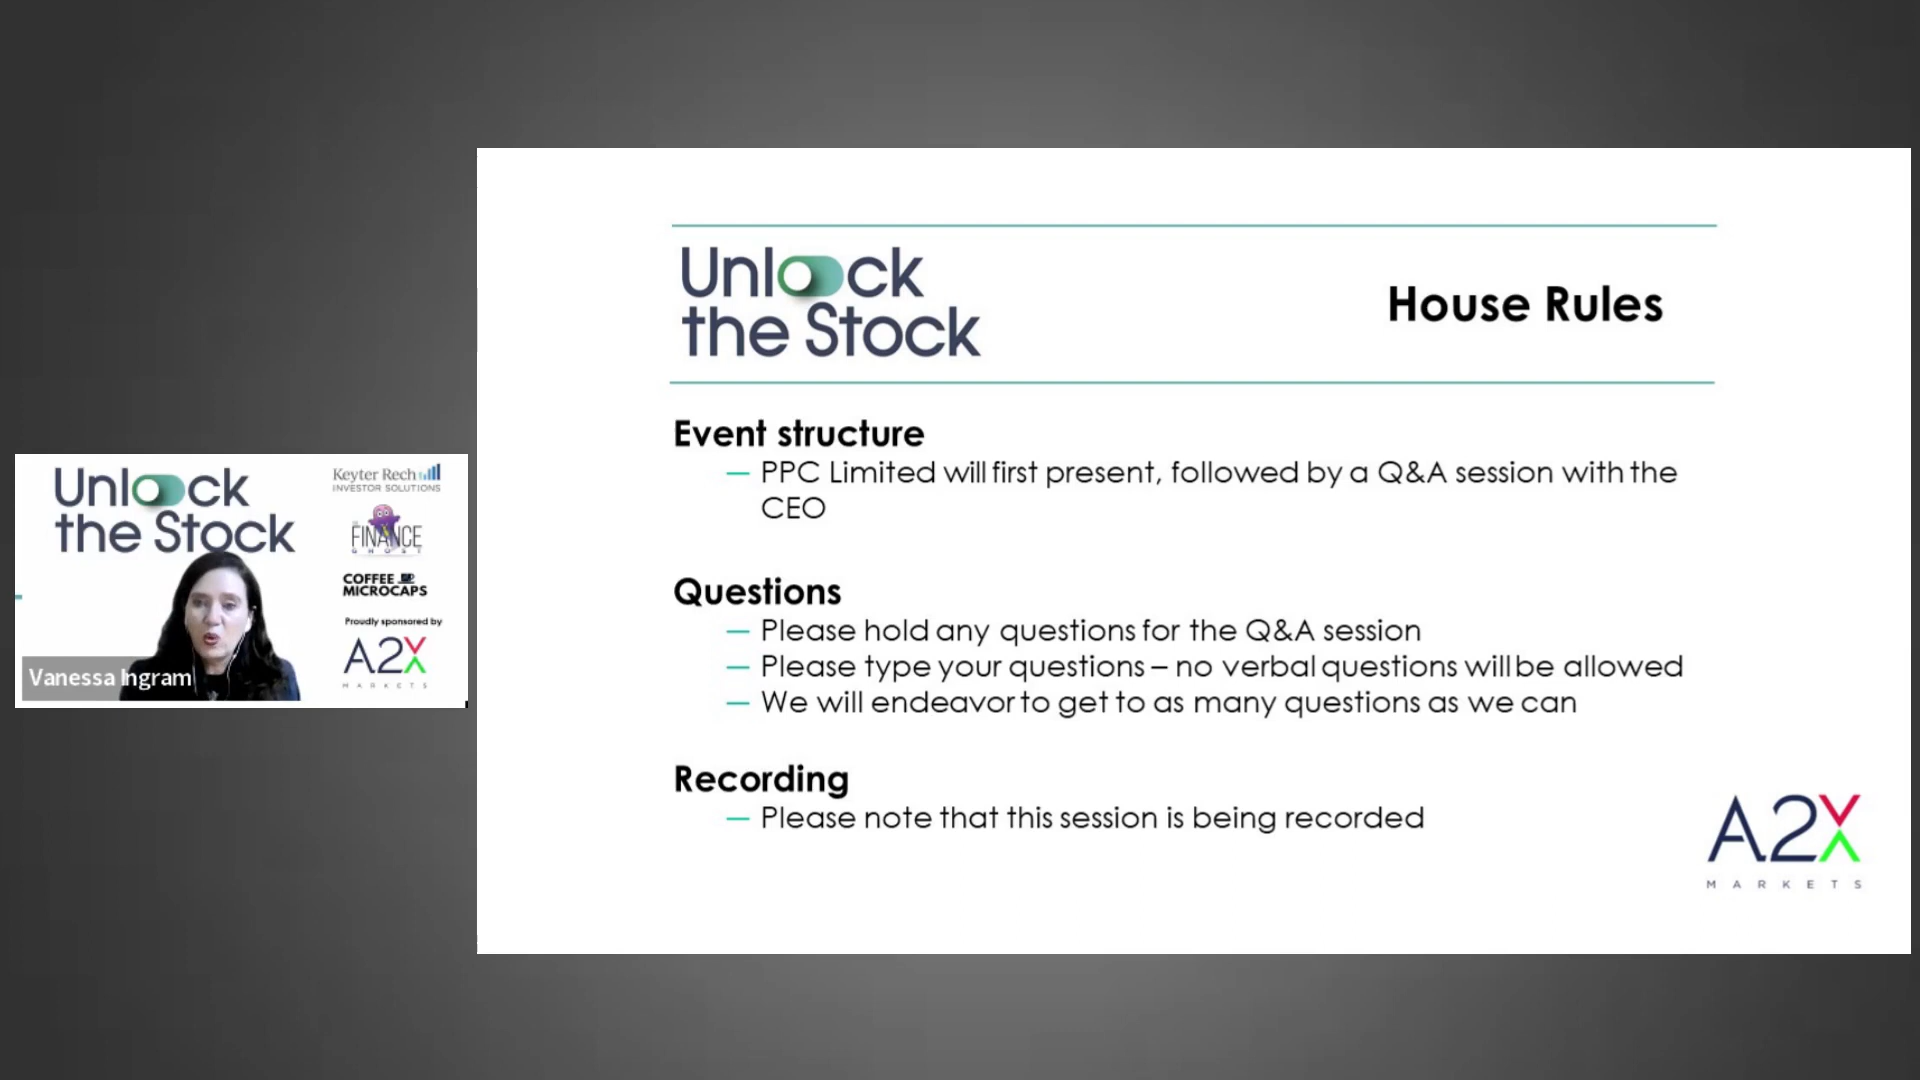 Unlock
the Stock
House Rules
Event structure
— PPC Limited will first present, followed by a Q&A session with the
CEO
Questions
— Please hold any questions for the Q&A session
— Please type your questions – no verbal questions will be allowed
— We will endeavor to get to as many questions as we can
Recording
— Please note that this session is being recorded
A2X
MARKETS
Unlock
the Stock
Keyter Rech
INVESTOR SOLUTIONS
FINANCE
GHOST
COFFEE
MICROCAPS
Proudly sponsored by
A2X
MARKETS
Vanessa Ingram